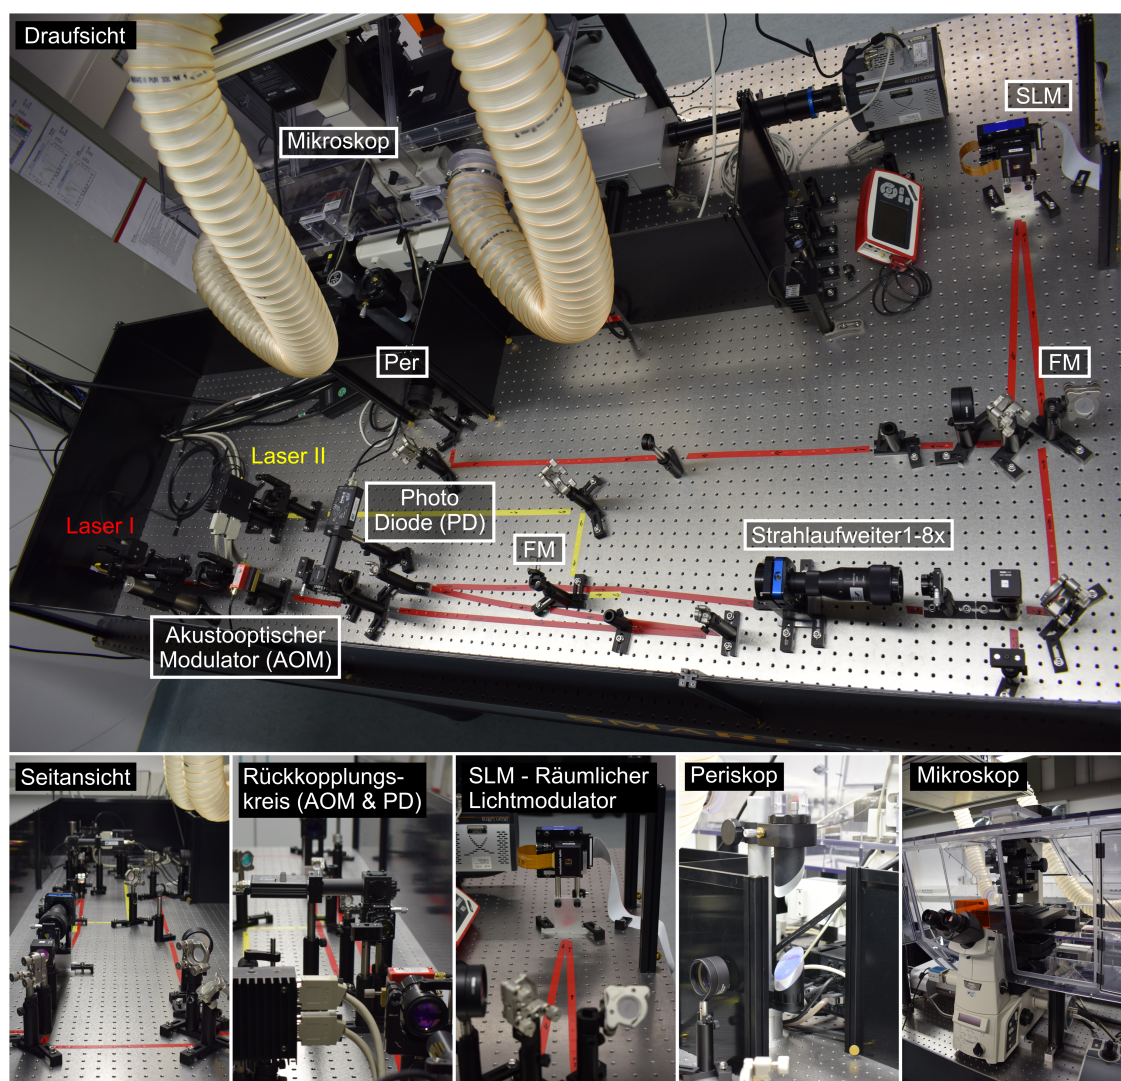 Draufsicht
SLM
Mikroskop
Per
FM
Laser II
Photo
Diode (PD)
Laser I
FM
Strahlaufweiter1-8x
Akustooptischer
Modulator (AOM)
Seitansicht
Rückkopplungs-
kreis (AOM & PD)
SLM - Räumlicher
Lichtmodulator
Periskop
Mikroskop